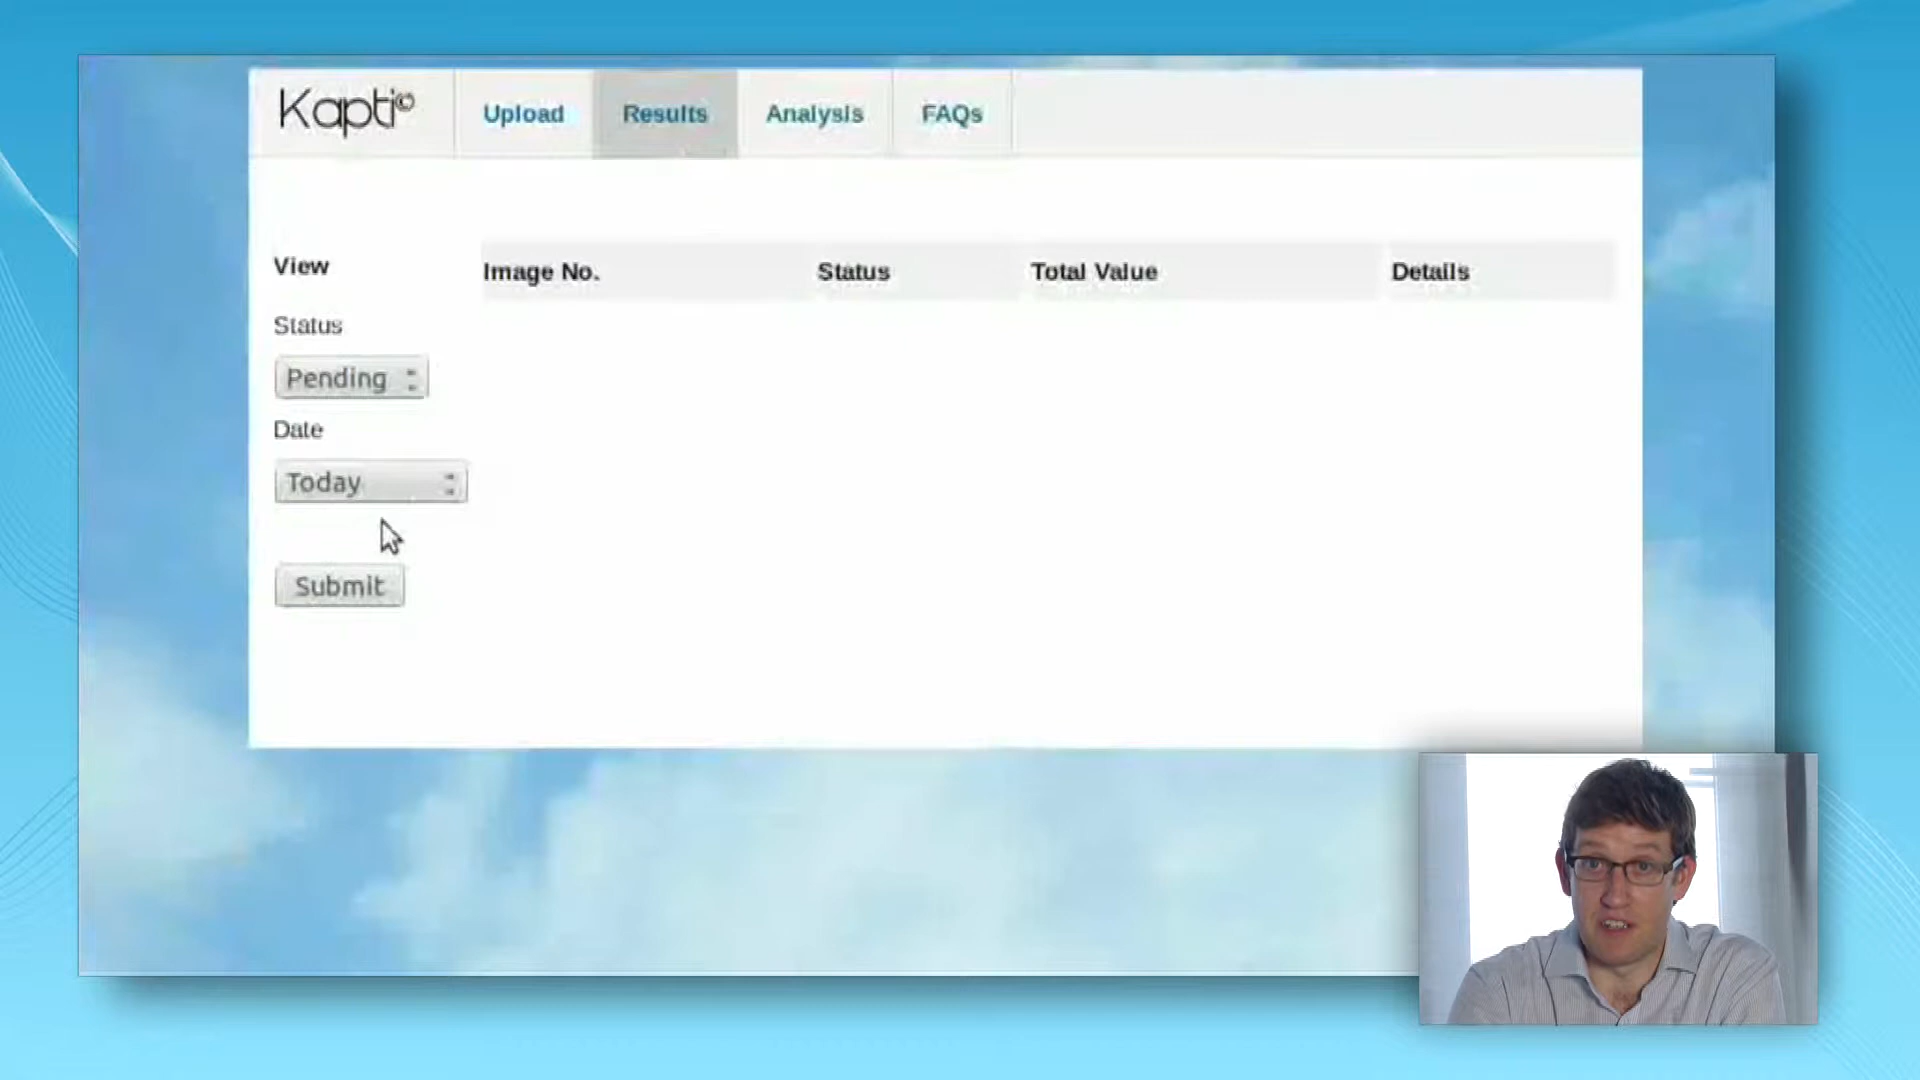 Kapti©
Upload
Results
Analysis
FAQs
View
Image No.
Status
Total Value
Details
Status
Pending
Date
Today
Submit